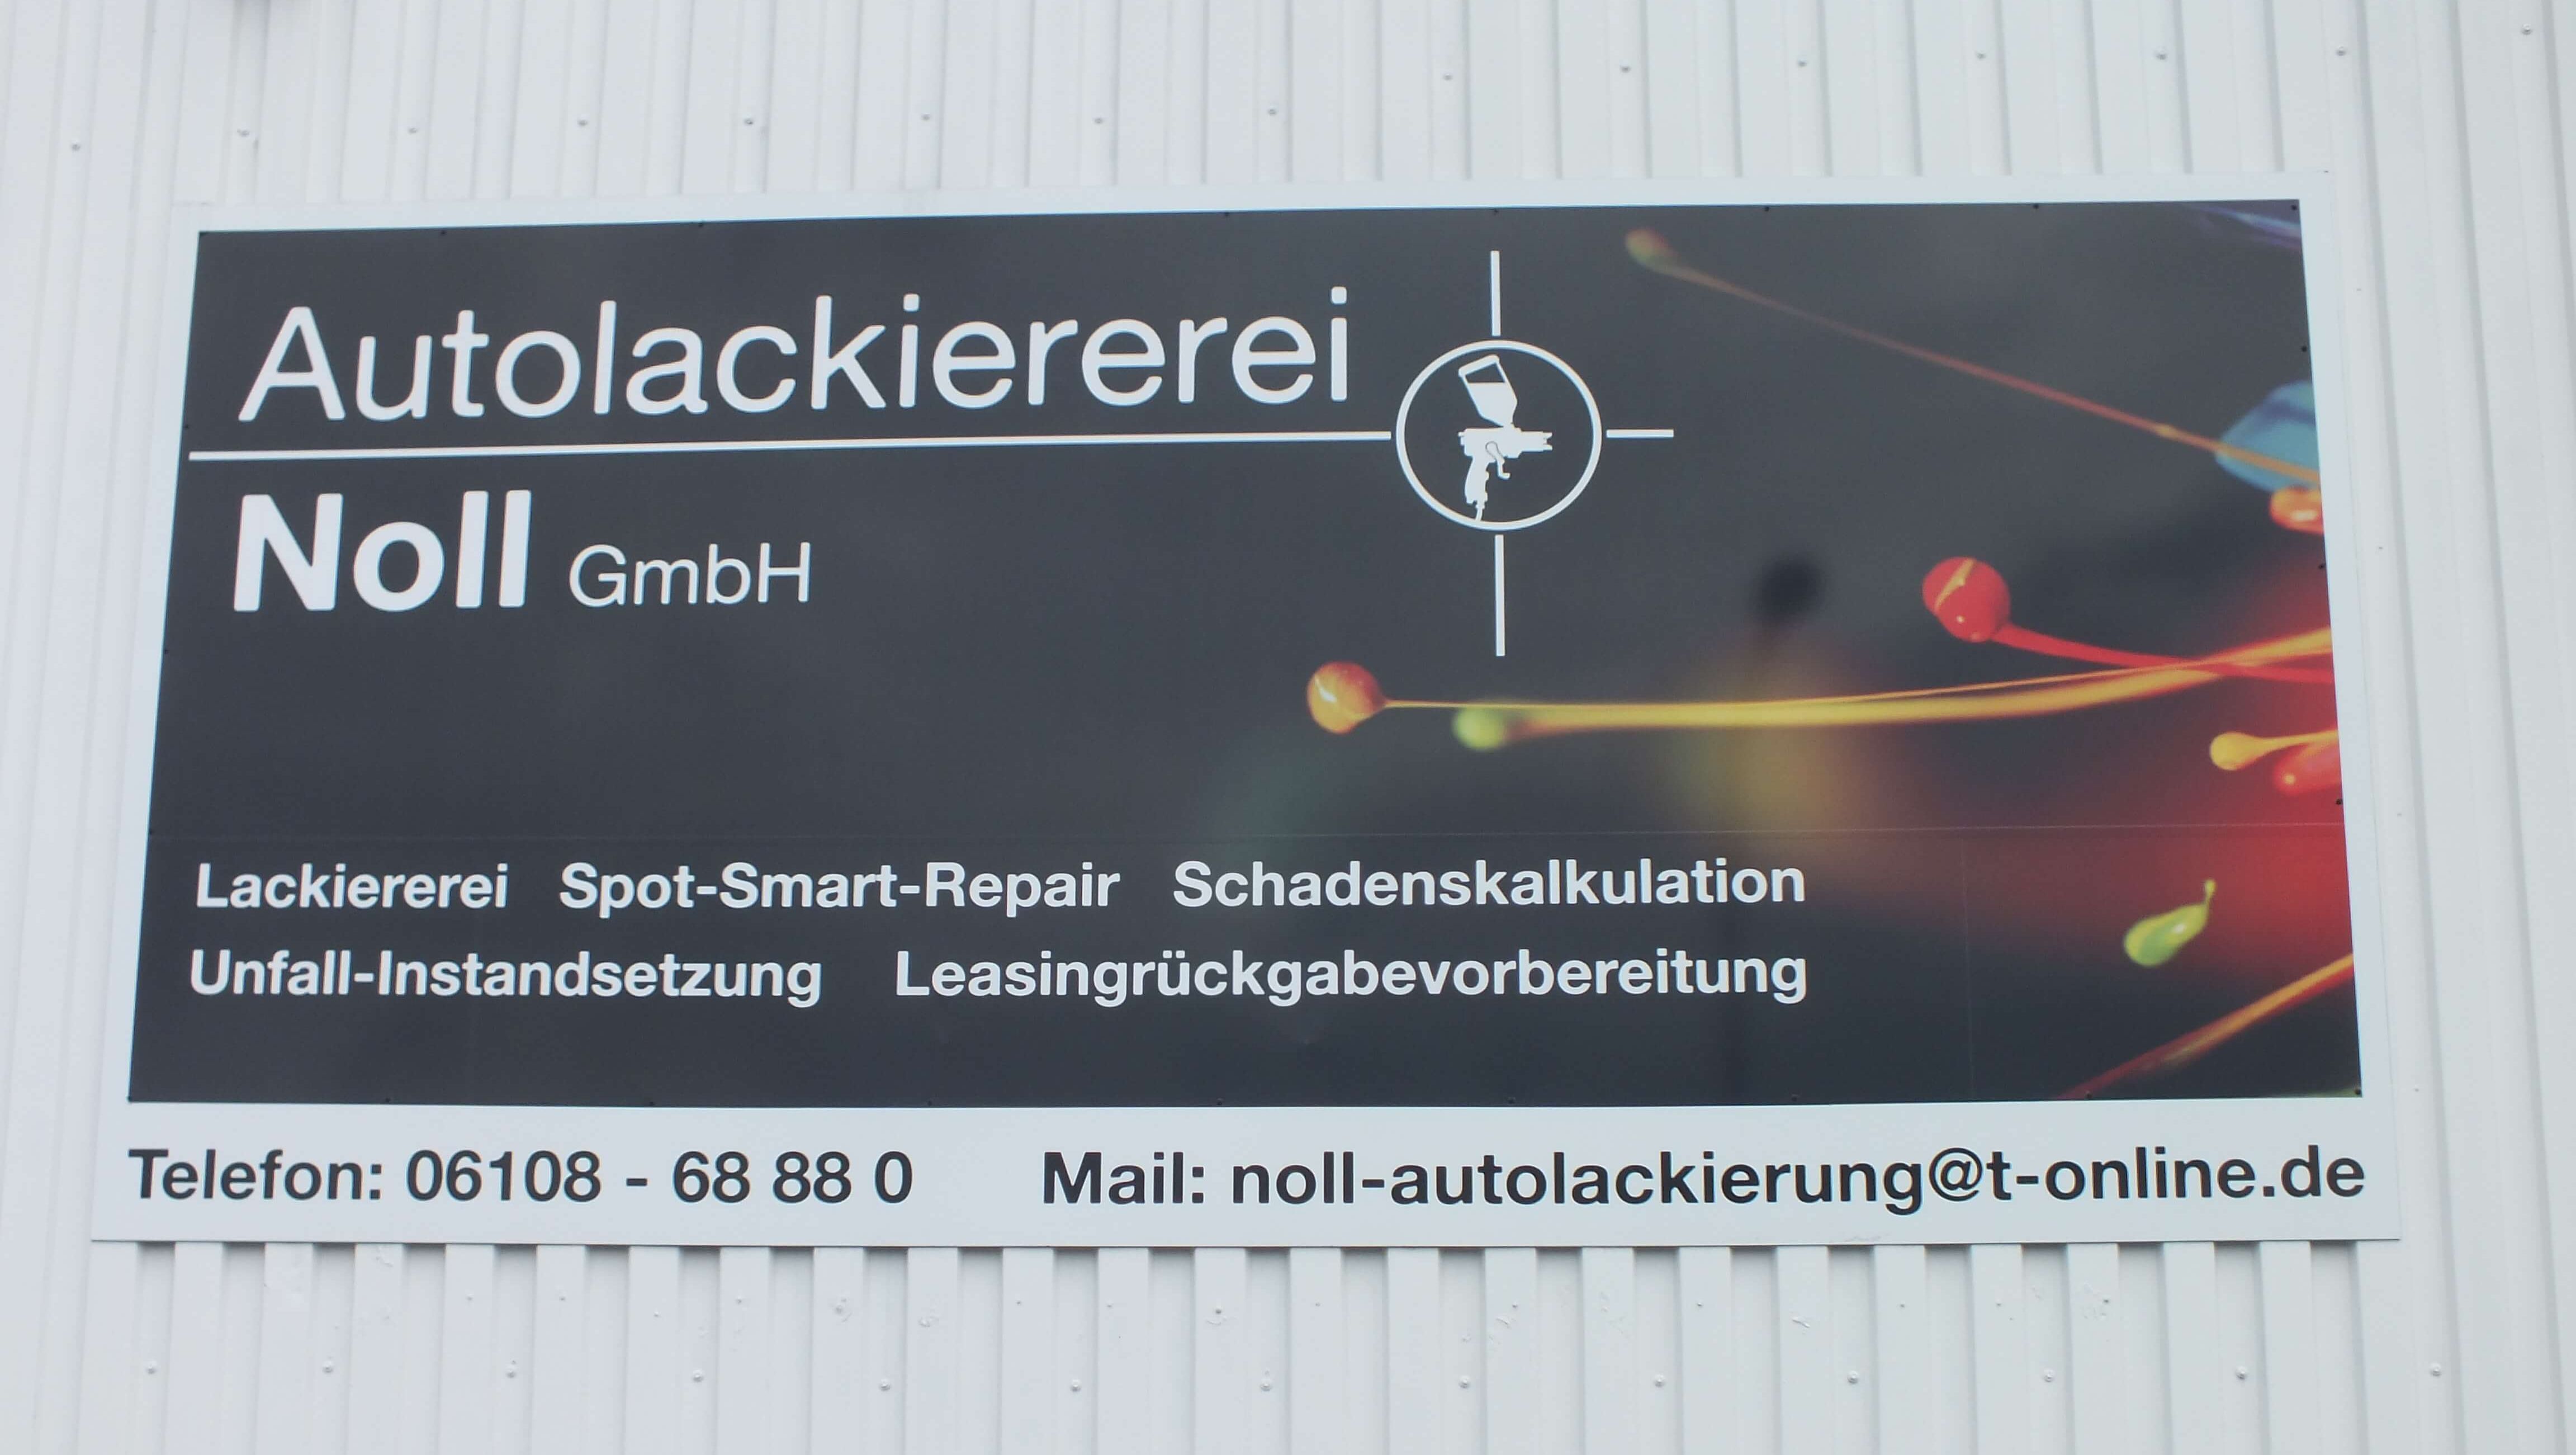 Autolackiererei
Noll GmbH
Lackiererei Spot-Smart-Repair Schadenskalkulation
Unfall-Instandsetzung Leasingrückgabevorbereitung
Telefon: 06108 - 68 88 0 Mail: noll-autolackierung@t-online.de